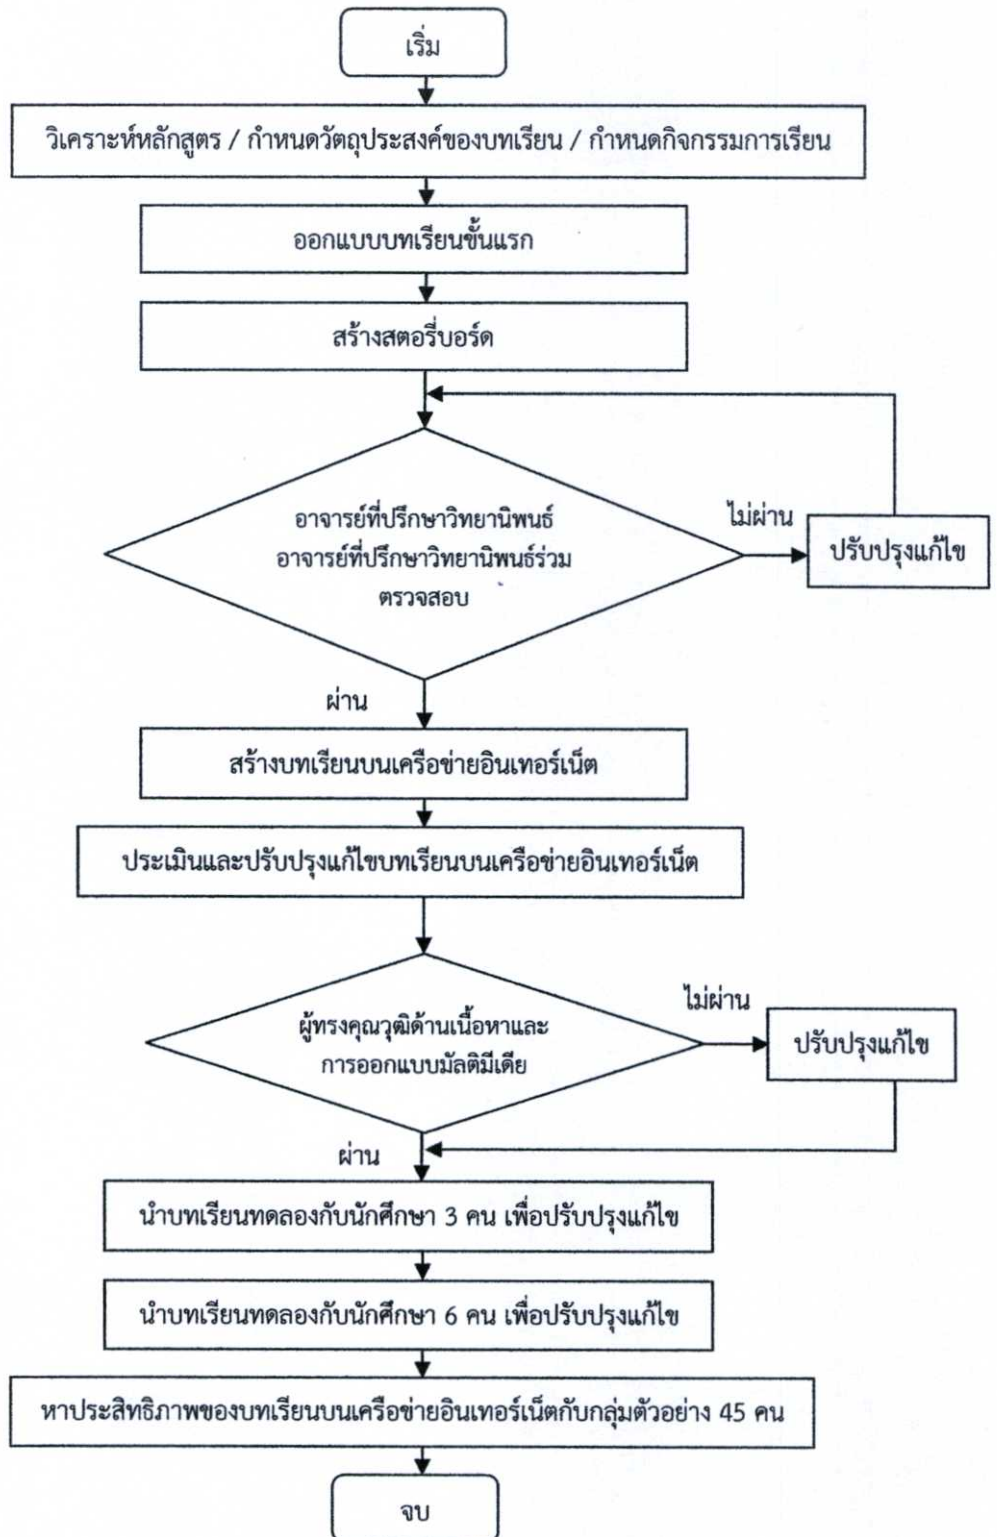 เริ่ม
วิเคราะห์หลักสูตร / กำหนดวัตถุประสงค์ของบทเรียน / กำหนดกิจกรรมการเรียน
ออกแบบบทเรียนขั้นแรก
สร้างสตอรี่บอร์ด
อาจารย์ที่ปรึกษาวิทยานิพนธ์
อาจารย์ที่ปรึกษาวิทยานิพนธ์ร่วม
ตรวจสอบ
ไม่ผ่าน
ปรับปรุงแก้ไข
ผ่าน
สร้างบทเรียนบนเครือข่ายอินเทอร์เน็ต
ประเมินและปรับปรุงแก้ไขบทเรียนบนเครือข่ายอินเทอร์เน็ต
ผู้ทรงคุณวุฒิด้านเนื้อหาและ
การออกแบบมัลติมีเดีย
ไม่ผ่าน
ปรับปรุงแก้ไข
ผ่าน
นำบทเรียนทดลองกับนักศึกษา 3 คน เพื่อปรับปรุงแก้ไข
นำบทเรียนทดลองกับนักศึกษา 6 คน เพื่อปรับปรุงแก้ไข
หาประสิทธิภาพของบทเรียนบนเครือข่ายอินเทอร์เน็ตกับกลุ่มตัวอย่าง 45 คน
จบ